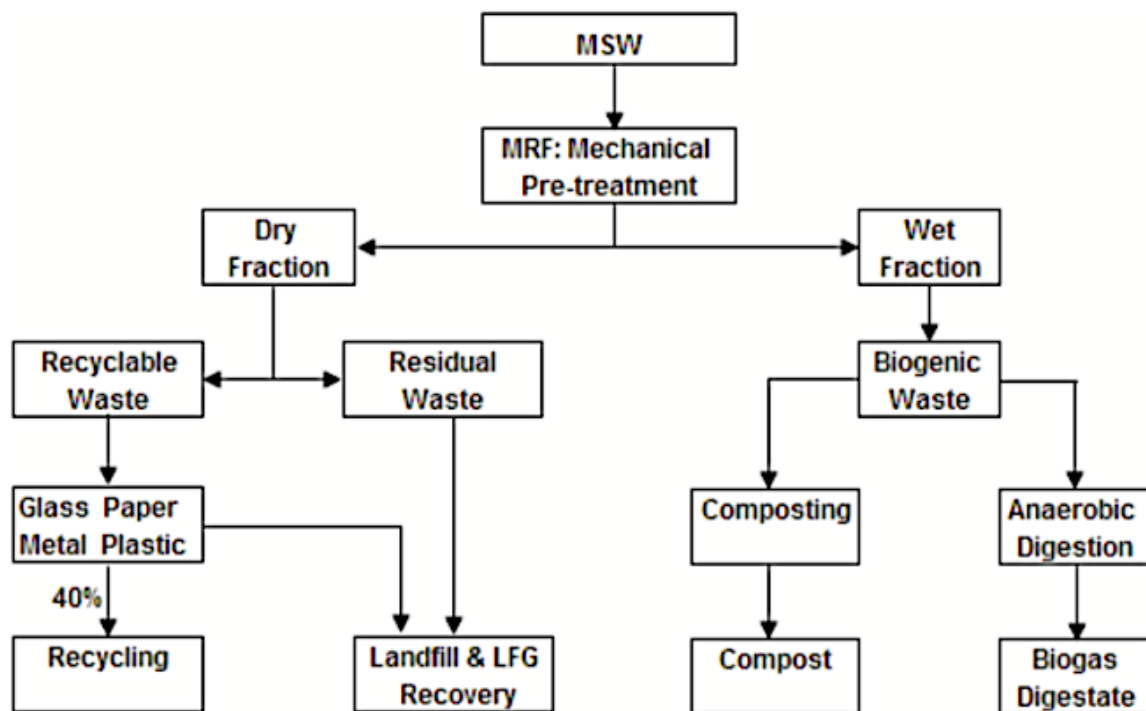 MSW
MRF: Mechanical
Pre-treatment
Dry
Fraction
Wet
Fraction
Recyclable
Waste
Residual
Waste
Biogenic
Waste
Glass Paper
Metal Plastic
Composting
Anaerobic
Digestion
40%
Recycling
Landfill & LFG
Recovery
Compost
Biogas
Digestate